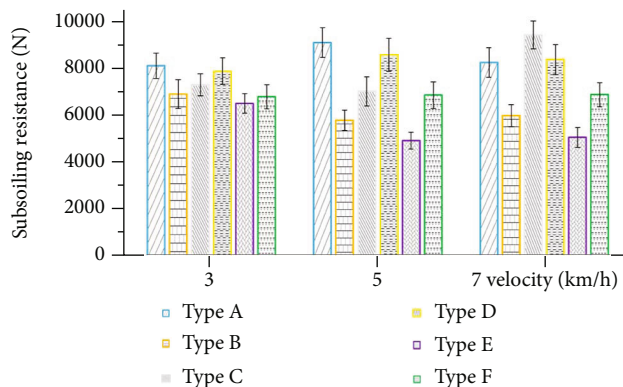 Subsoiling resistance (N)
10000
8000
6000
4000
2000
0
3 5 7 velocity (km/h)
Type A Type D
Type B Type E
Type C Type F